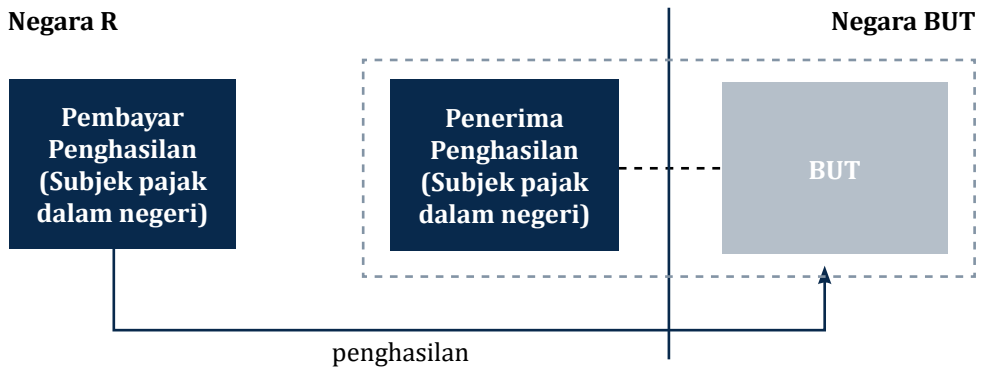 Negara R
Negara BUT
Pembayar
Penghasilan
(Subjek pajak
dalam negeri)
Penerima
Penghasilan
(Subjek pajak
dalam negeri)
BUT
penghasilan